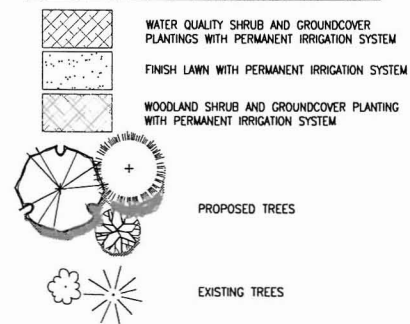 WATER QUALITY SHRUB AND GROUNDCOVER
PLANTINGS WITH PERMANENT IRRIGATION SYSTEM
FINISH LAWN WITH PERMANENT IRRIGATION SYSTEM
WOODLAND SHRUB AND GROUNDCOVER PLANTING
WITH PERMANENT IRRIGATION SYSTEM
PROPOSED TREES
EXISTING TREES